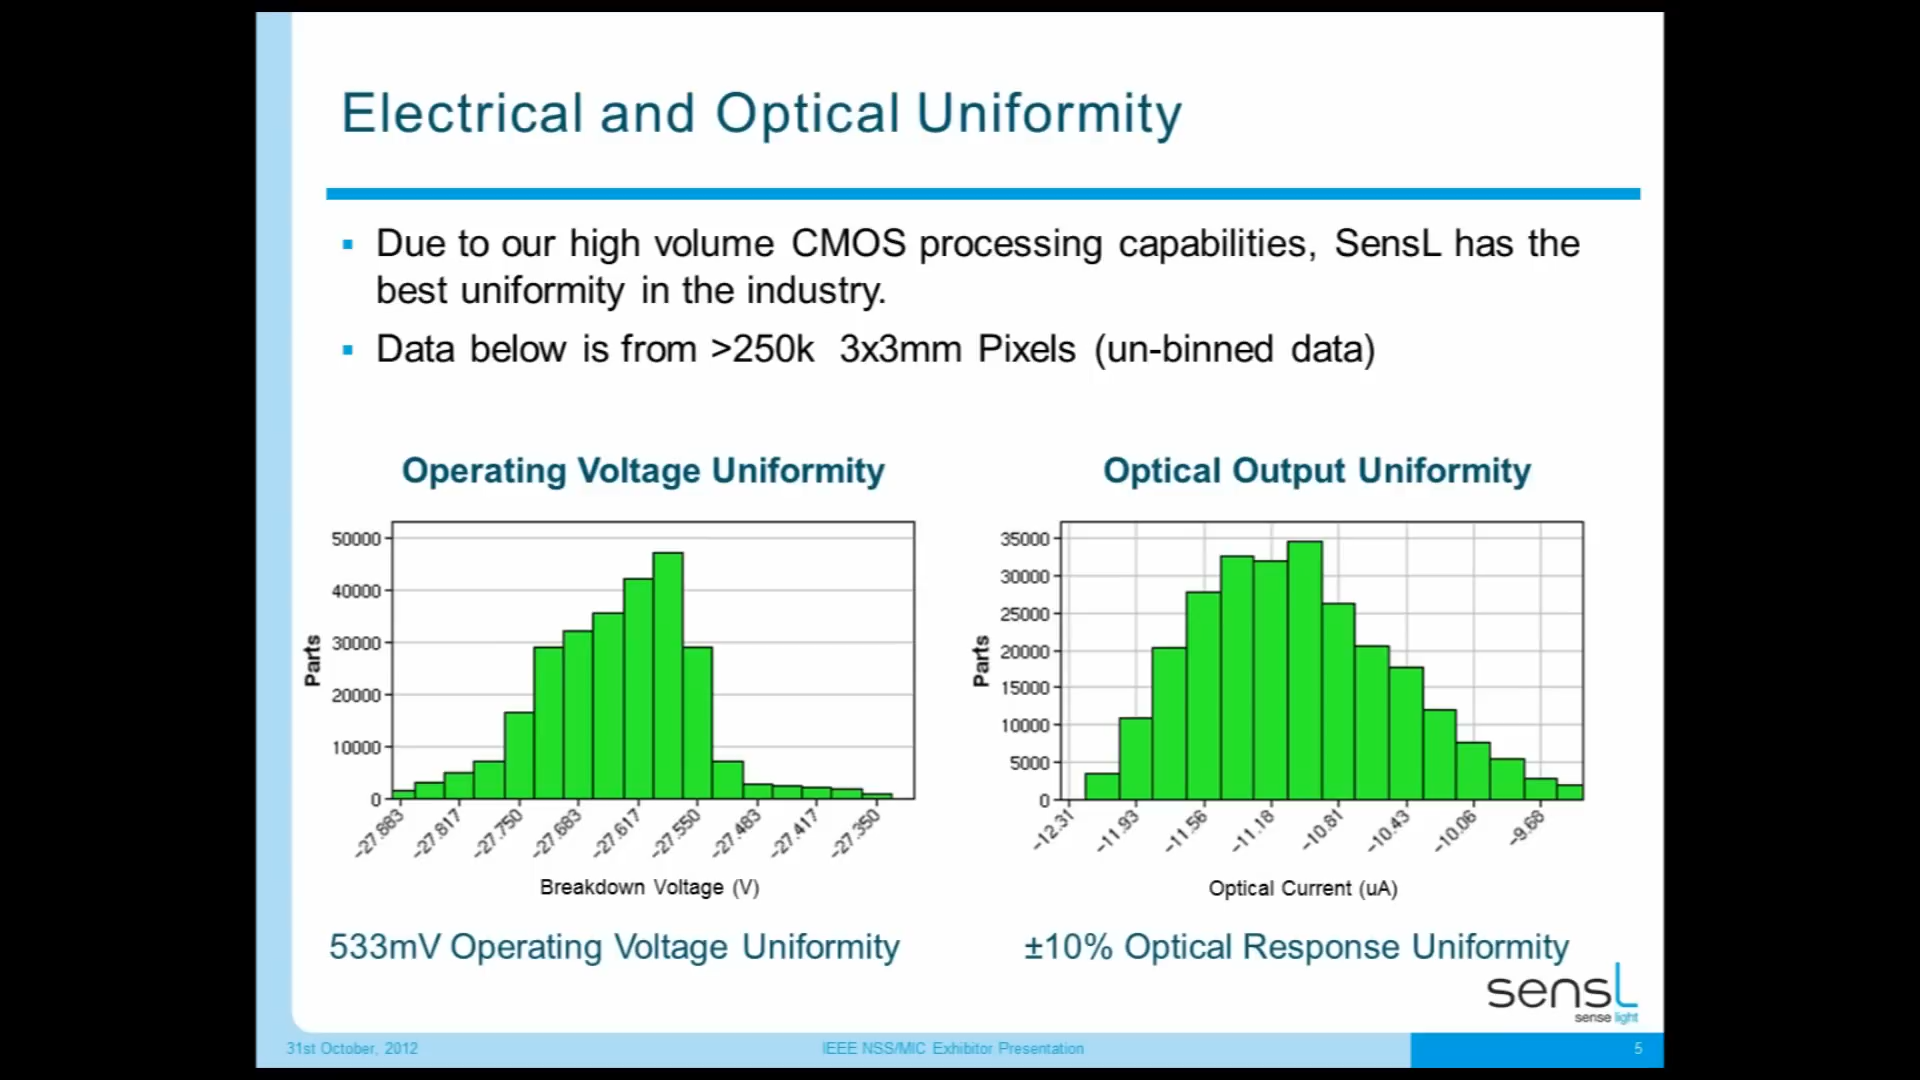 Electrical and Optical Uniformity
Due to our high volume CMOS processing capabilities, SensL has the
best uniformity in the industry.
Data below is from >250k 3x3mm Pixels (un-binned data)
Operating Voltage Uniformity
50000
40000
30000
20000
10000
0
Parts
-27.883
-27.817
-27.750
-27.683
-27.617
-27.550
-27.483
-27.417
-27.350
Breakdown Voltage (V)
533mV Operating Voltage Uniformity
Optical Output Uniformity
35000
30000
25000
20000
15000
10000
5000
0
Parts
-12.31
-11.93
-11.56
-11.18
-10.81
-10.43
-10.06
-9.68
Optical Current (uA)
±10% Optical Response Uniformity
sensL
sense light
31st October, 2012
IEEE NSS/MIC Exhibitor Presentation
5